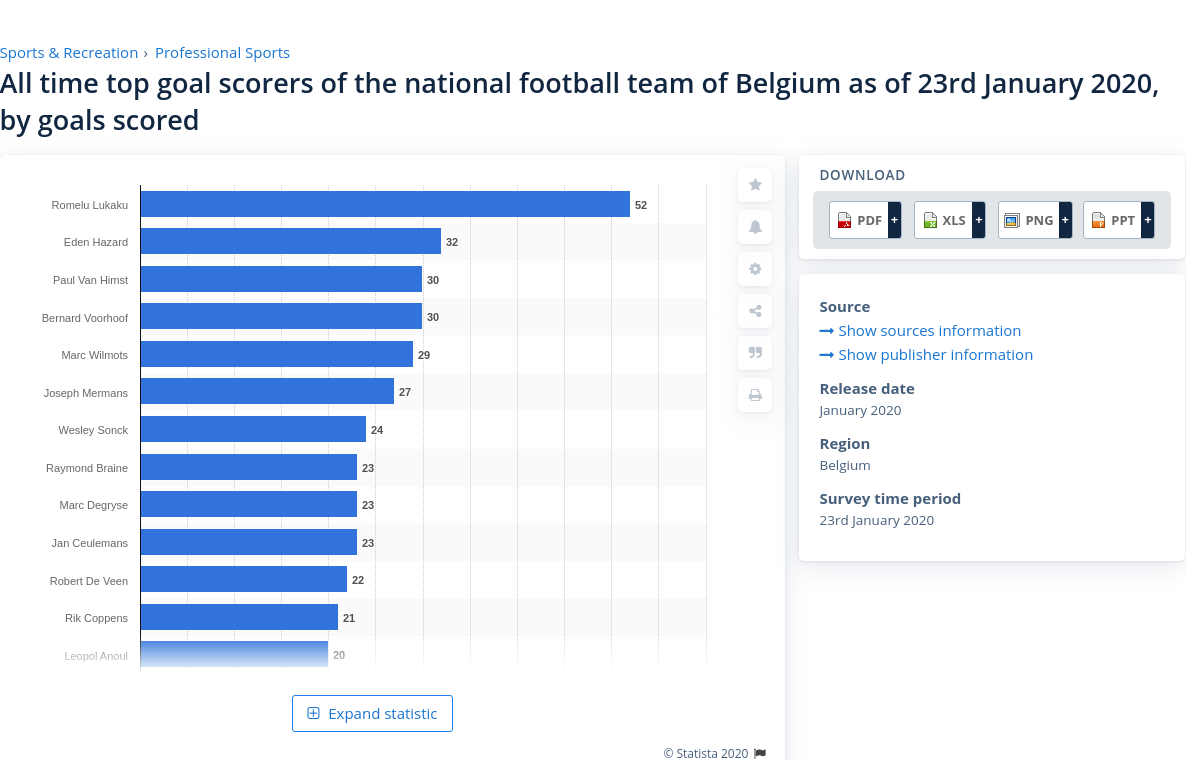 Sports & Recreation › Professional Sports
All time top goal scorers of the national football team of Belgium as of 23rd January 2020,
by goals scored
Romelu Lukaku 52
Eden Hazard 32
Paul Van Himst 30
Bernard Voorhoof 30
Marc Wilmots 29
Joseph Mermans 27
Wesley Sonck 24
Raymond Braine 23
Marc Degryse 23
Jan Ceulemans 23
Robert De Veen 22
Rik Coppens 21
Leopol Anoul 20
Expand statistic
© Statista 2020
DOWNLOAD
PDF + XLS + PNG + PPT +
Source
Show sources information
Show publisher information
Release date
January 2020
Region
Belgium
Survey time period
23rd January 2020